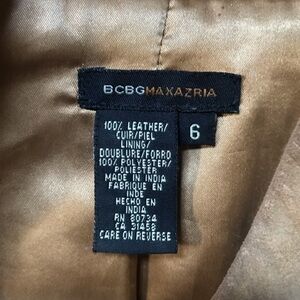 BCBGMAXAZRIA
6
100% LEATHER/
CUIR/PIEL
LINING/
DOUBLURE/FORRO
100% POLYESTER/
POLIESTER
MADE IN INDIA
FABRIQUE EN
INDE
HECHO EN
INDIA
RN 80734
CA 31458
CARE ON REVERSE